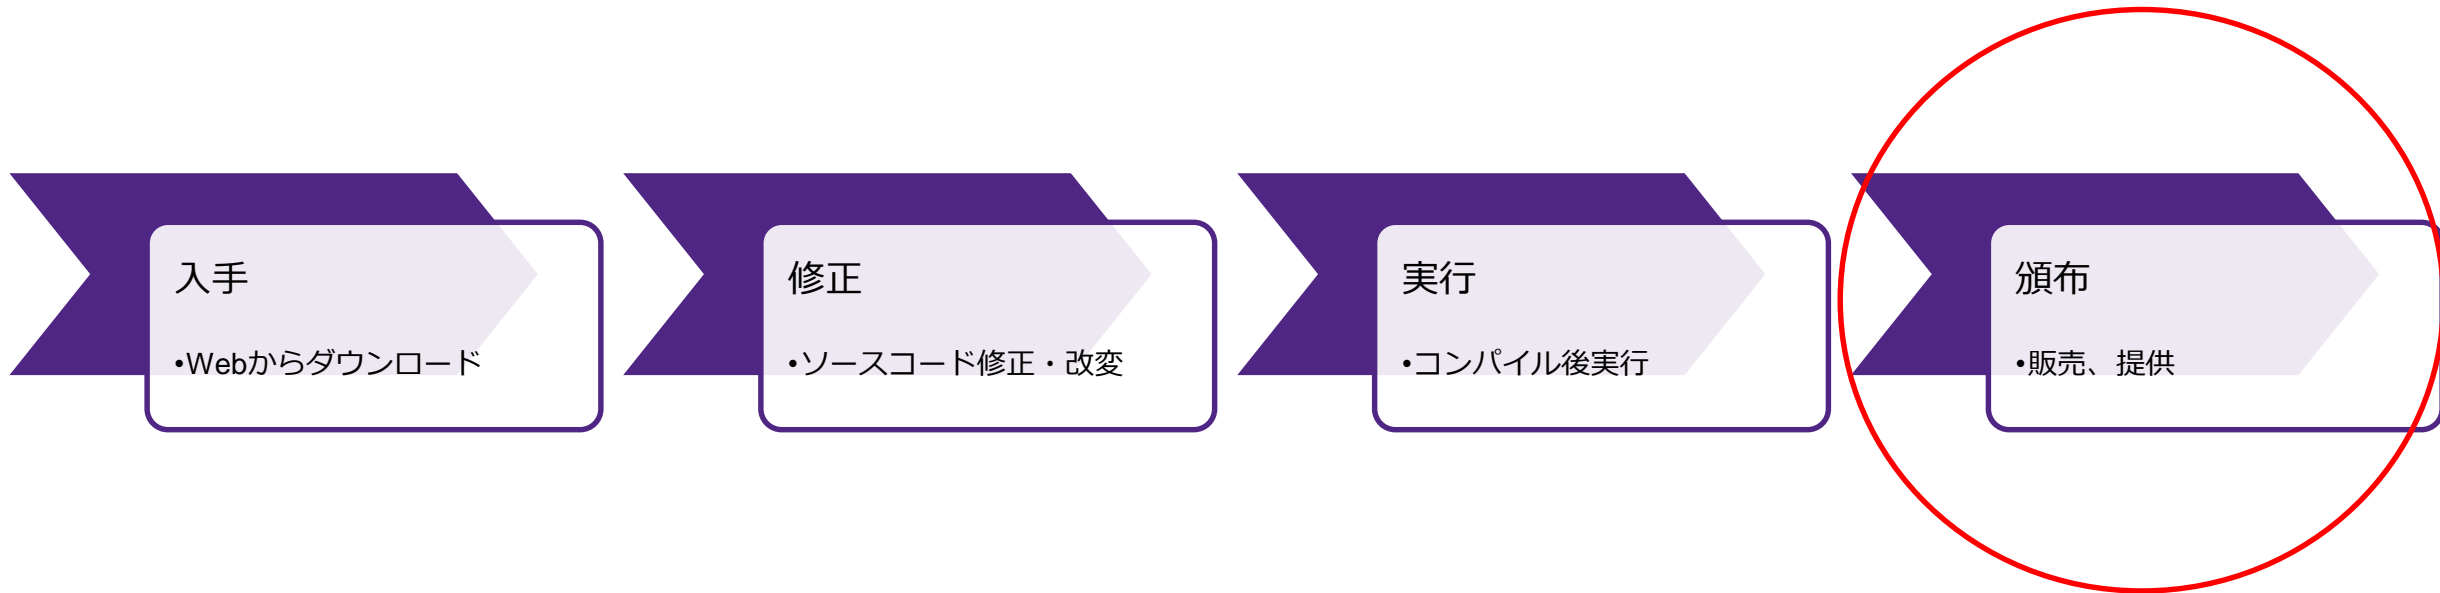 入手
•Webからダウンロード
修正
•ソースコード修正・改変
実行
•コンパイル後実行
頒布
•販売、提供